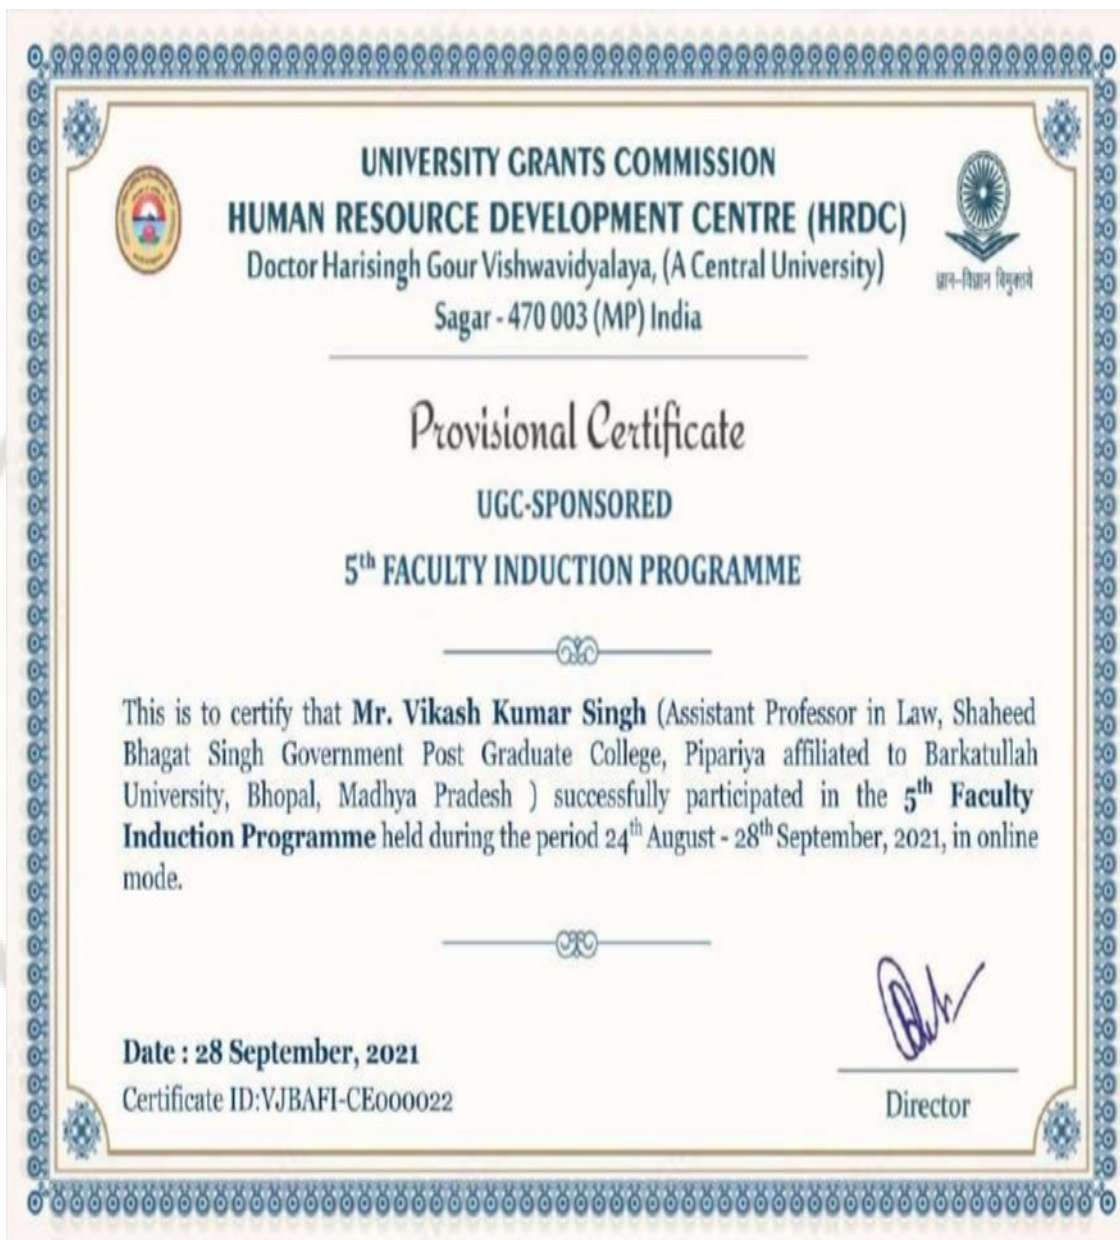 UNIVERSITY GRANTS COMMISSION
HUMAN RESOURCE DEVELOPMENT CENTRE (HRDC)
Doctor Harisingh Gour Vishwavidyalaya, (A Central University)
Sagar - 470 003 (MP) India
ज्ञान-विज्ञान विमुक्तये
Provisional Certificate
UGC-SPONSORED
5th FACULTY INDUCTION PROGRAMME
This is to certify that Mr. Vikash Kumar Singh (Assistant Professor in Law, Shaheed
Bhagat Singh Government Post Graduate College, Pipariya affiliated to Barkatullah
University, Bhopal, Madhya Pradesh ) successfully participated in the 5th Faculty
Induction Programme held during the period 24th August - 28th September, 2021, in online
mode.
Date : 28 September, 2021
Certificate ID:VJBAFI-CE000022
Director